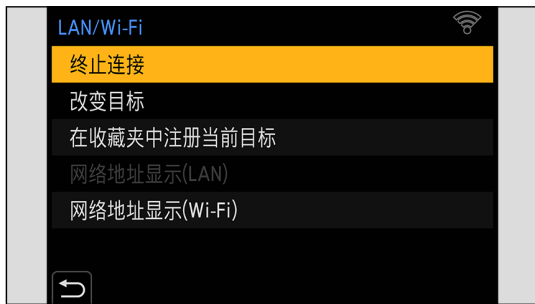 LAN/Wi-Fi
终止连接
改变目标
在收藏夹中注册当前目标
网络地址显示(LAN)
网络地址显示(Wi-Fi)